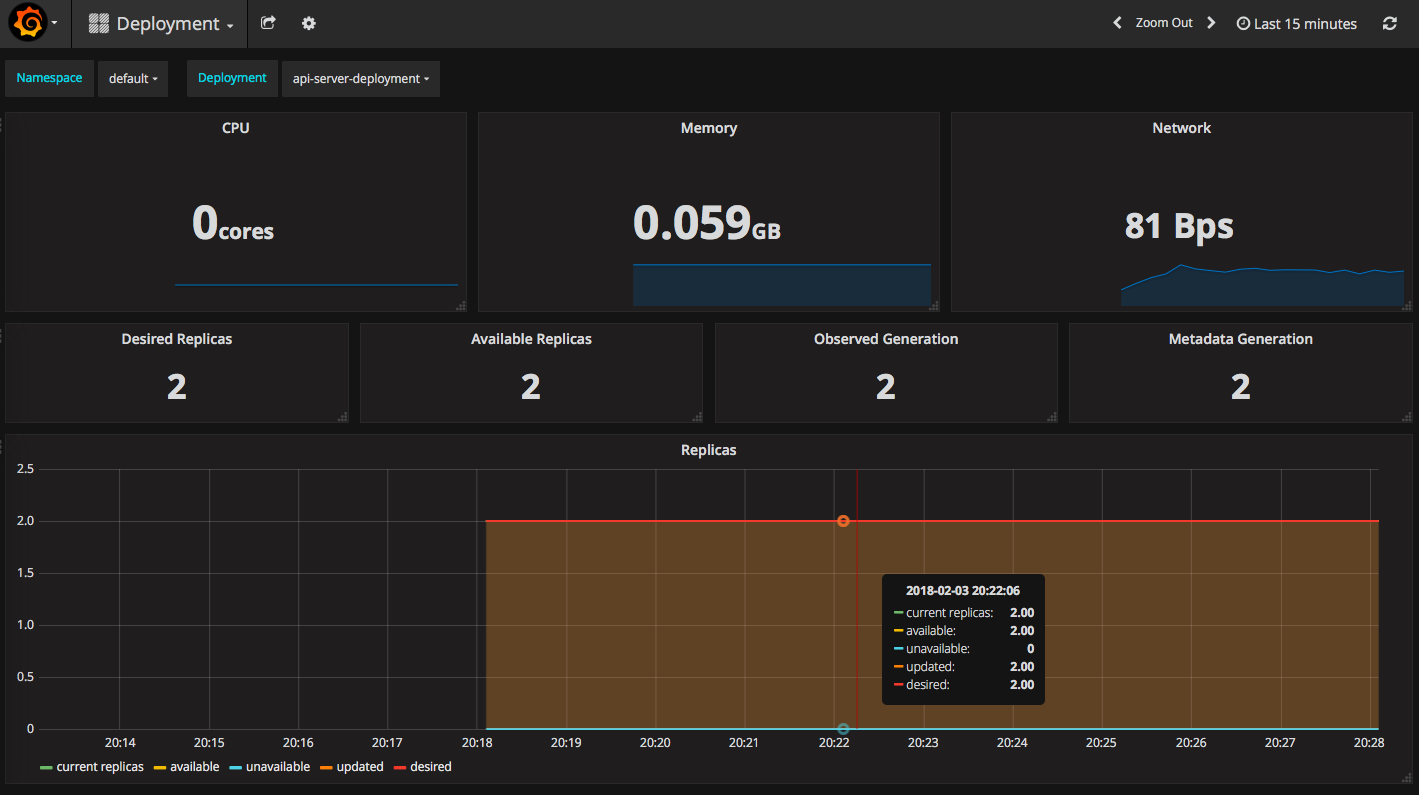 Deployment Zoom Out Last 15 minutes
Namespace default Deployment api-server-deployment
CPU Memory Network
0cores 0.059GB 81 Bps
Desired Replicas Available Replicas Observed Generation Metadata Generation
2 2 2 2
Replicas
2.5
2.0
1.5
1.0
0.5
0
2018-02-03 20:22:06
current replicas: 2.00
available: 2.00
unavailable: 0
updated: 2.00
desired: 2.00
20:14 20:15 20:16 20:17 20:18 20:19 20:20 20:21 20:22 20:23 20:24 20:25 20:26 20:27 20:28
current replicas available unavailable updated desired